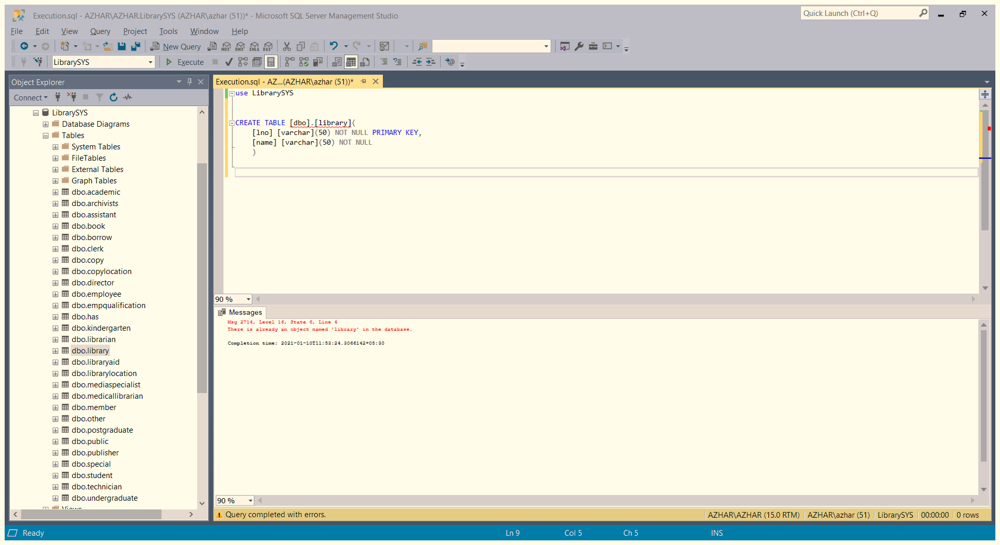 Execution.sql - AZHAR\AZHAR.LibrarySYS (AZHAR\azhar (51))* - Microsoft SQL Server Management Studio
Quick Launch (Ctrl+Q)
File Edit View Query Project Tools Window Help
New Query MDX DMX XMLA DAX
LibrarySYS Execute
Object Explorer
Connect
LibrarySYS
Database Diagrams
Tables
System Tables
FileTables
External Tables
Graph Tables
dbo.academic
dbo.archivists
dbo.assistant
dbo.book
dbo.borrow
dbo.clerk
dbo.copy
dbo.copylocation
dbo.director
dbo.employee
dbo.empqualification
dbo.has
dbo.kindergarten
dbo.librarian
dbo.library
dbo.libraryaid
dbo.librarylocation
dbo.mediaspecialist
dbo.medicallibrarian
dbo.member
dbo.other
dbo.postgraduate
dbo.public
dbo.publisher
dbo.special
dbo.student
dbo.technician
dbo.undergraduate
Views
Execution.sql - AZ...(AZHAR\azhar (51))*
use LibrarySYS
CREATE TABLE [dbo].[library](
[lno] [varchar](50) NOT NULL PRIMARY KEY,
[name] [varchar](50) NOT NULL
)
90 %
Messages
Msg 2714, Level 16, State 6, Line 4
There is already an object named 'library' in the database.
Completion time: 2021-01-10T11:53:24.3066142+05:30
90 %
Query completed with errors. AZHAR\AZHAR (15.0 RTM) AZHAR\azhar (51) LibrarySYS 00:00:00 0 rows
Ready Ln 9 Col 5 Ch 5 INS